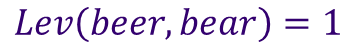 Lev(beer, bear) = 1